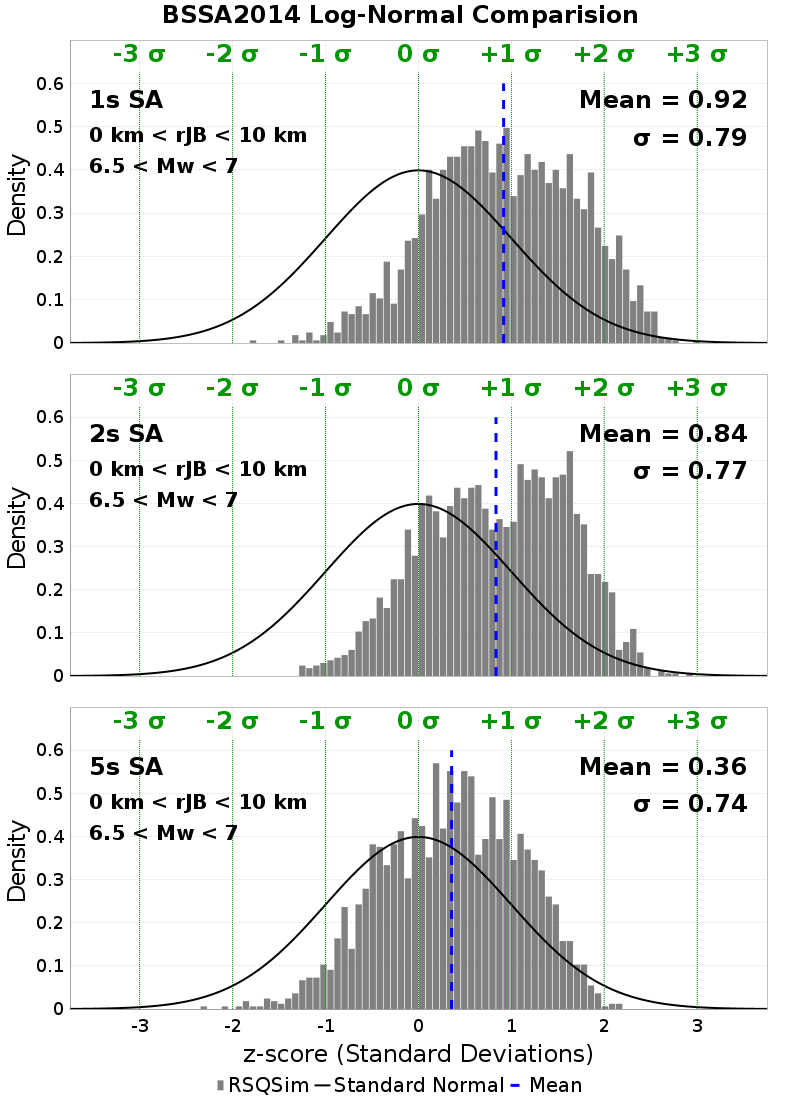 BSSA2014 Log-Normal Comparision
-3 σ -2 σ -1 σ 0 σ +1 σ +2 σ +3 σ
0.6
1s SA Mean = 0.92
0.5
0 km < rJB < 10 km σ = 0.79
6.5 < Mw < 7
0.4
Density
0.3
0.2
0.1
0
-3 σ -2 σ -1 σ 0 σ +1 σ +2 σ +3 σ
0.6
2s SA Mean = 0.84
0.5
0 km < rJB < 10 km σ = 0.77
6.5 < Mw < 7
0.4
Density
0.3
0.2
0.1
0
-3 σ -2 σ -1 σ 0 σ +1 σ +2 σ +3 σ
0.6
5s SA Mean = 0.36
0.5
0 km < rJB < 10 km σ = 0.74
6.5 < Mw < 7
0.4
Density
0.3
0.2
0.1
0
-3 -2 -1 0 1 2 3
z-score (Standard Deviations)
RSQSim Standard Normal Mean